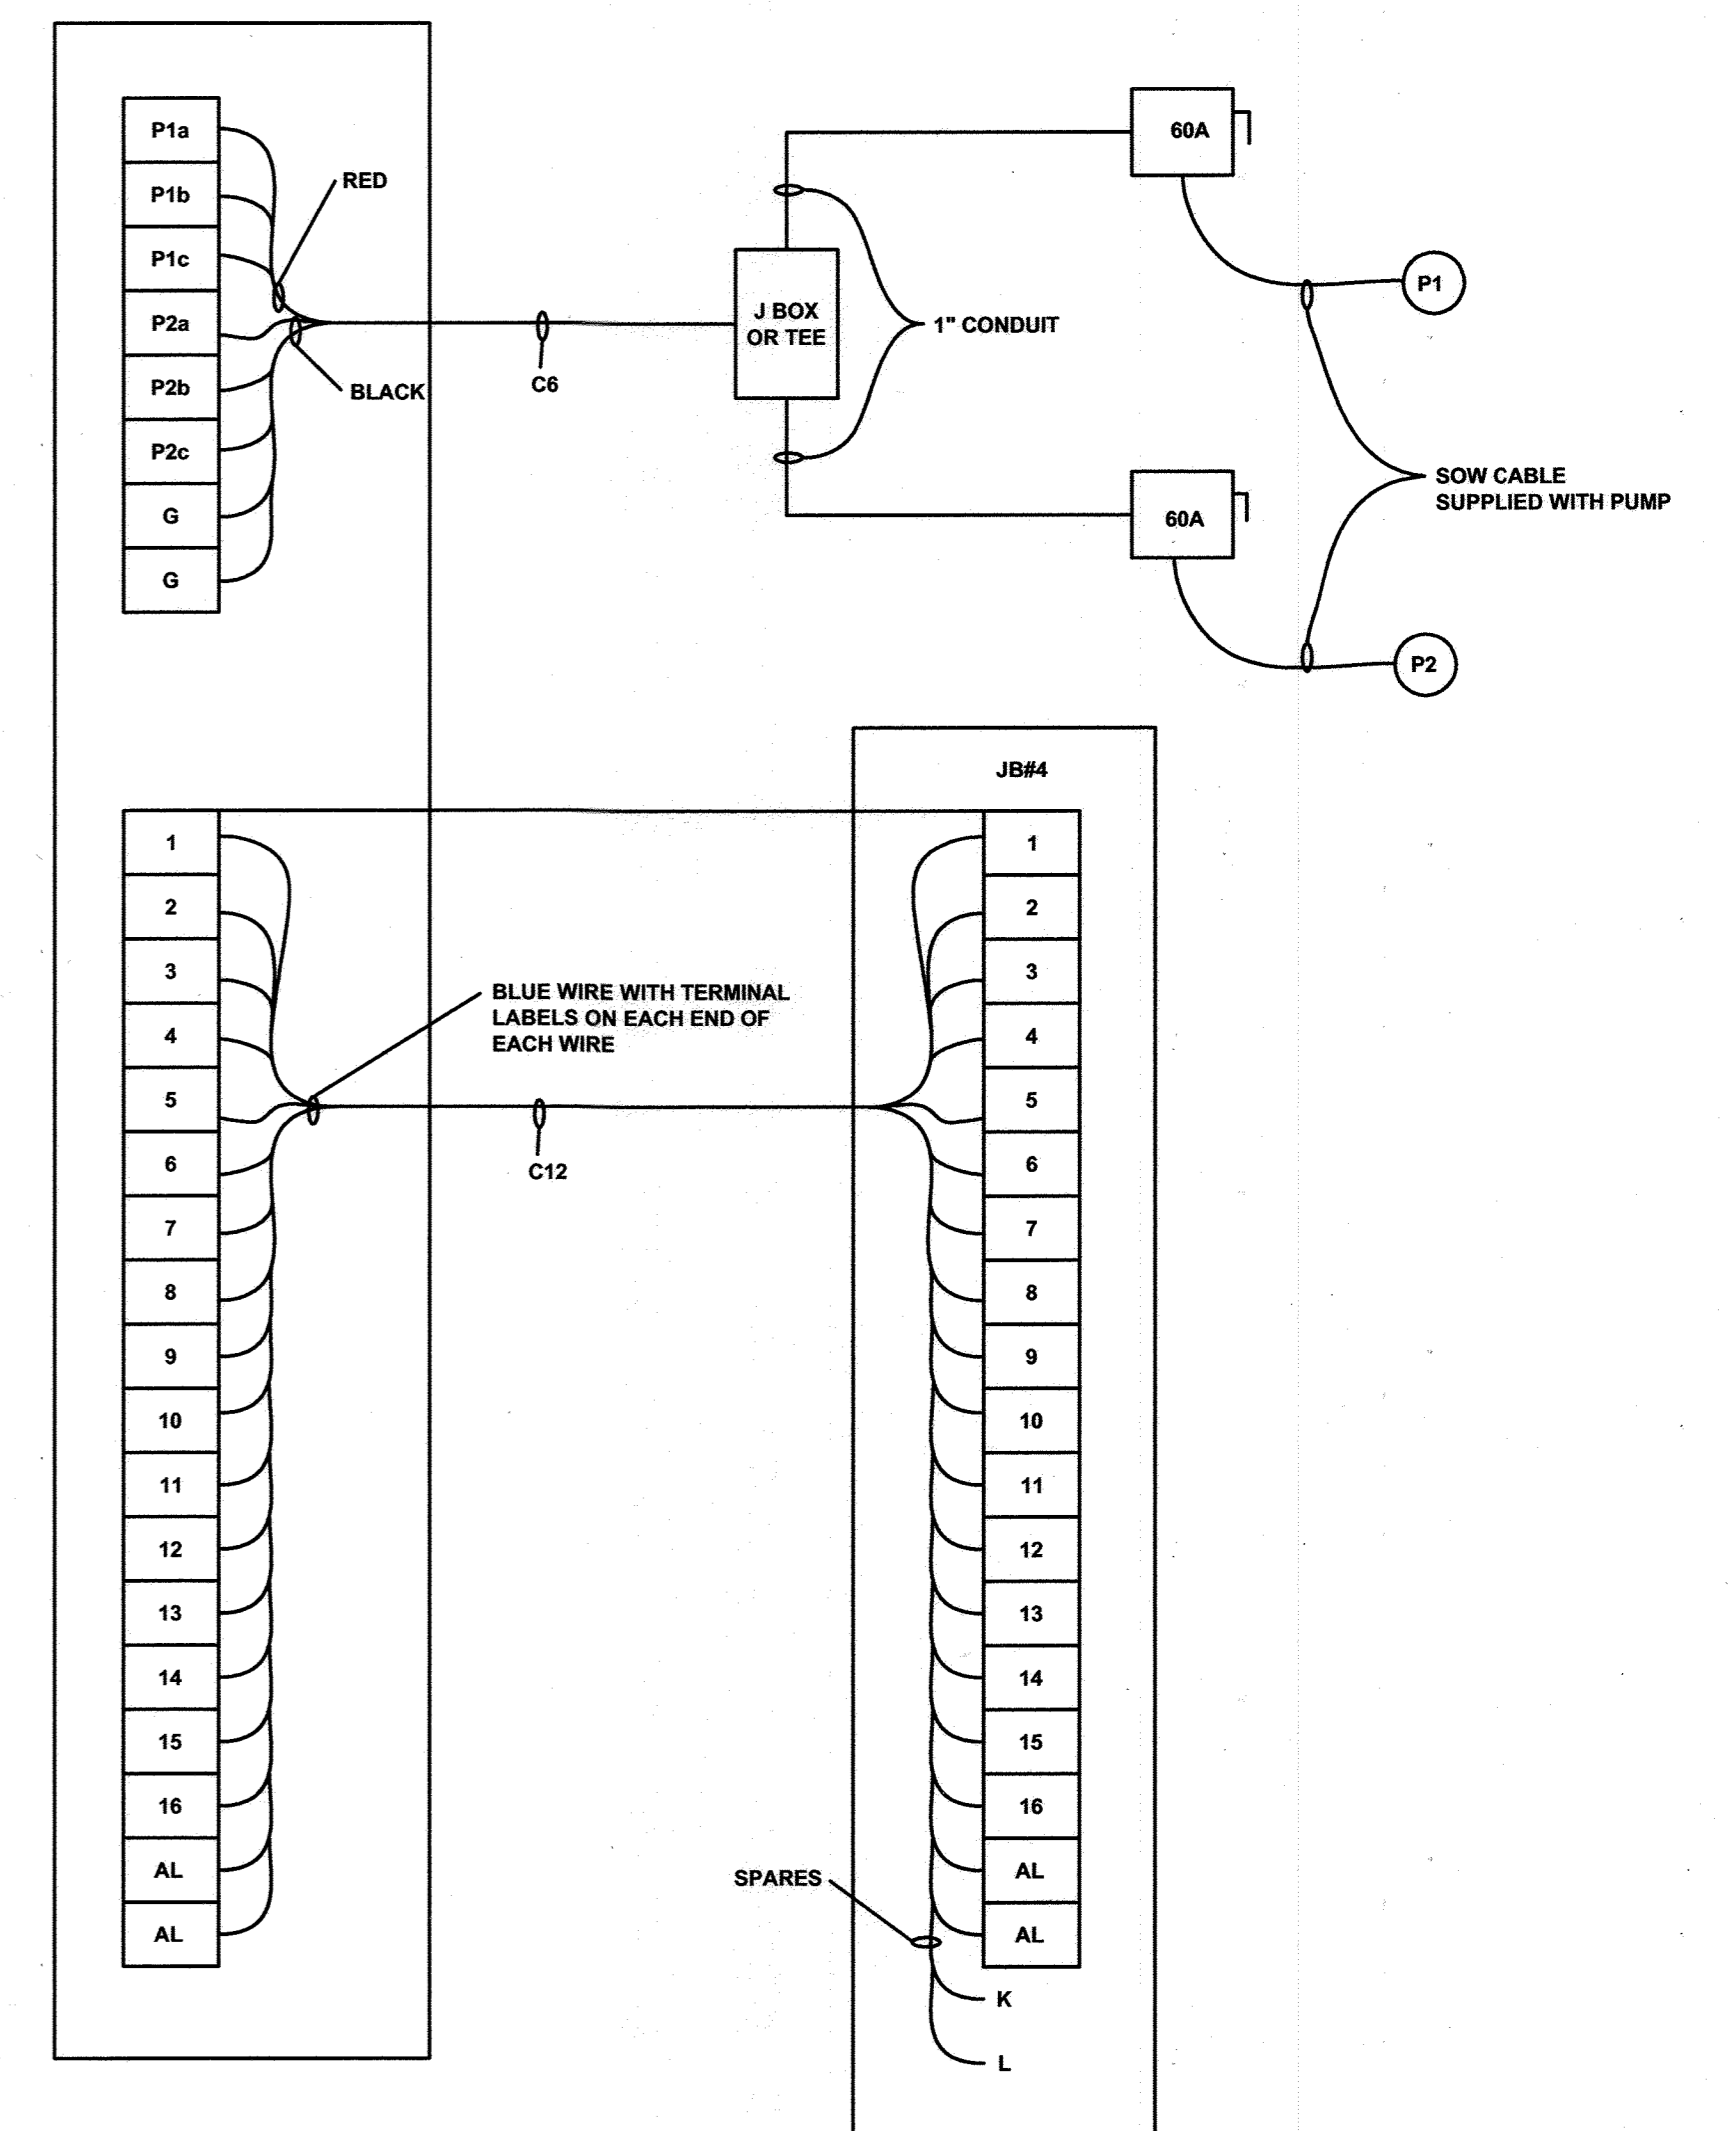 P1a
P1b
P1c
P2a
P2b
P2c
G
G
RED
BLACK
C6
J BOX
OR TEE
1" CONDUIT
60A
P1
60A
P2
SOW CABLE
SUPPLIED WITH PUMP
1
2
3
4
5
6
7
8
9
10
11
12
13
14
15
16
AL
AL
BLUE WIRE WITH TERMINAL
LABELS ON EACH END OF
EACH WIRE
C12
JB#4
1
2
3
4
5
6
7
8
9
10
11
12
13
14
15
16
AL
AL
SPARES
K
L